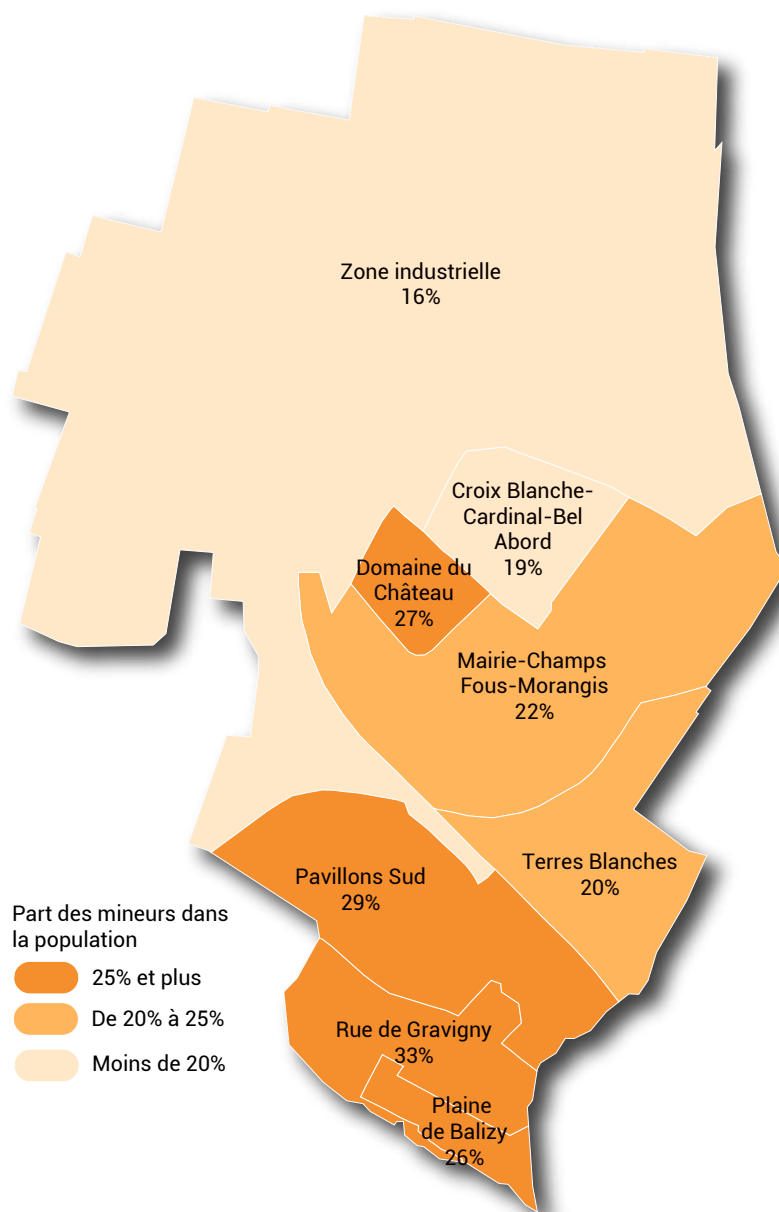 Zone industrielle
16%
Croix Blanche-
Cardinal-Bel
Abord
19%
Domaine du
Château
27%
Mairie-Champs
Fous-Morangis
22%
Terres Blanches
20%
Pavillons Sud
29%
Part des mineurs dans
la population
25% et plus
De 20% à 25%
Moins de 20%
Rue de Gravigny
33%
Plaine
de Balizy
26%